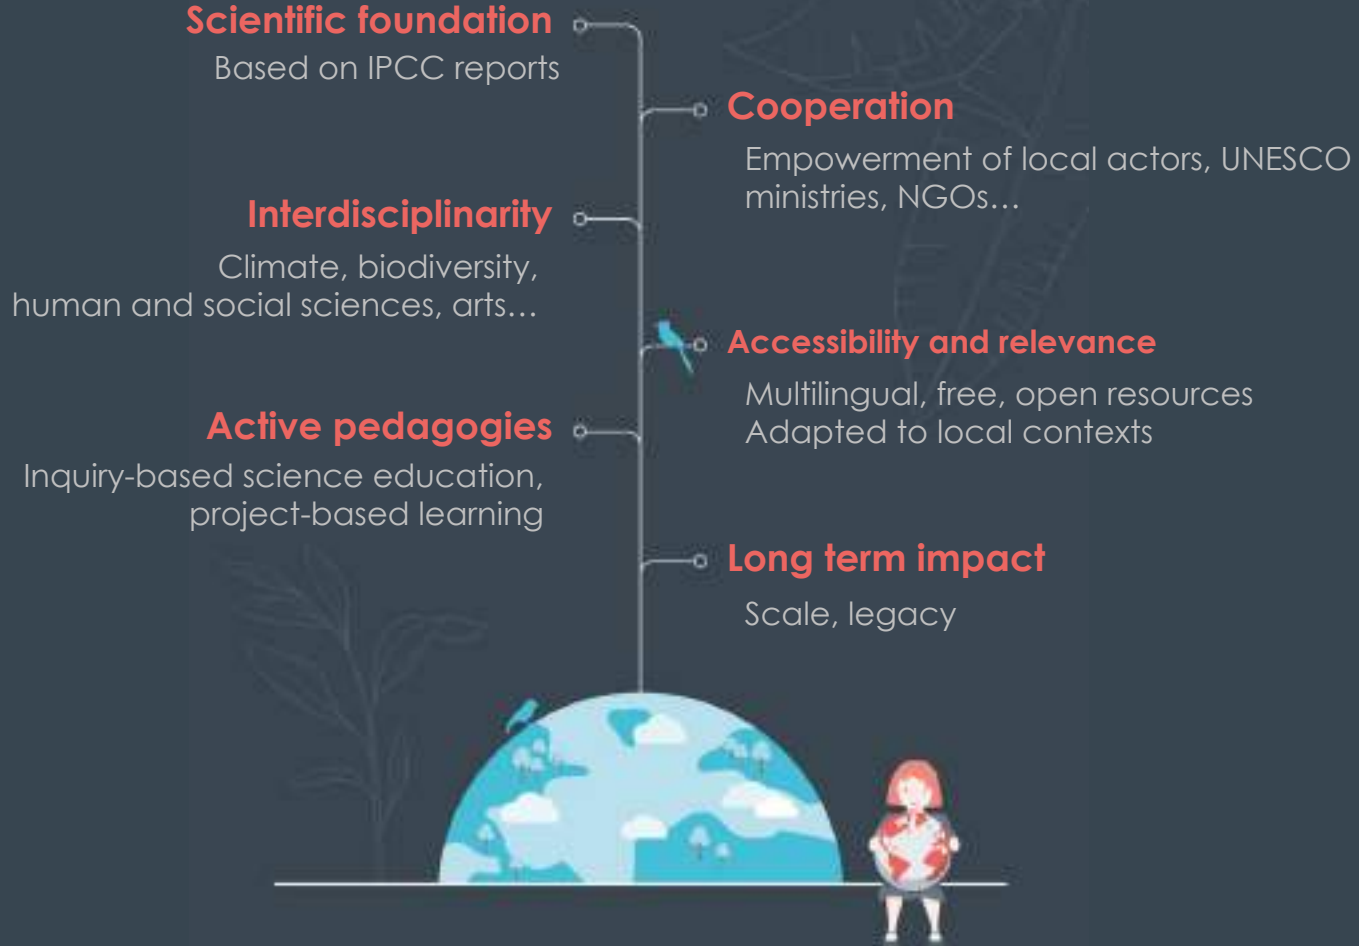 Scientific foundation
Based on IPCC reports
Cooperation
Empowerment of local actors, UNESCO
ministries, NGOs…
Interdisciplinarity
Climate, biodiversity,
human and social sciences, arts…
Accessibility and relevance
Multilingual, free, open resources
Adapted to local contexts
Active pedagogies
Inquiry-based science education,
project-based learning
Long term impact
Scale, legacy